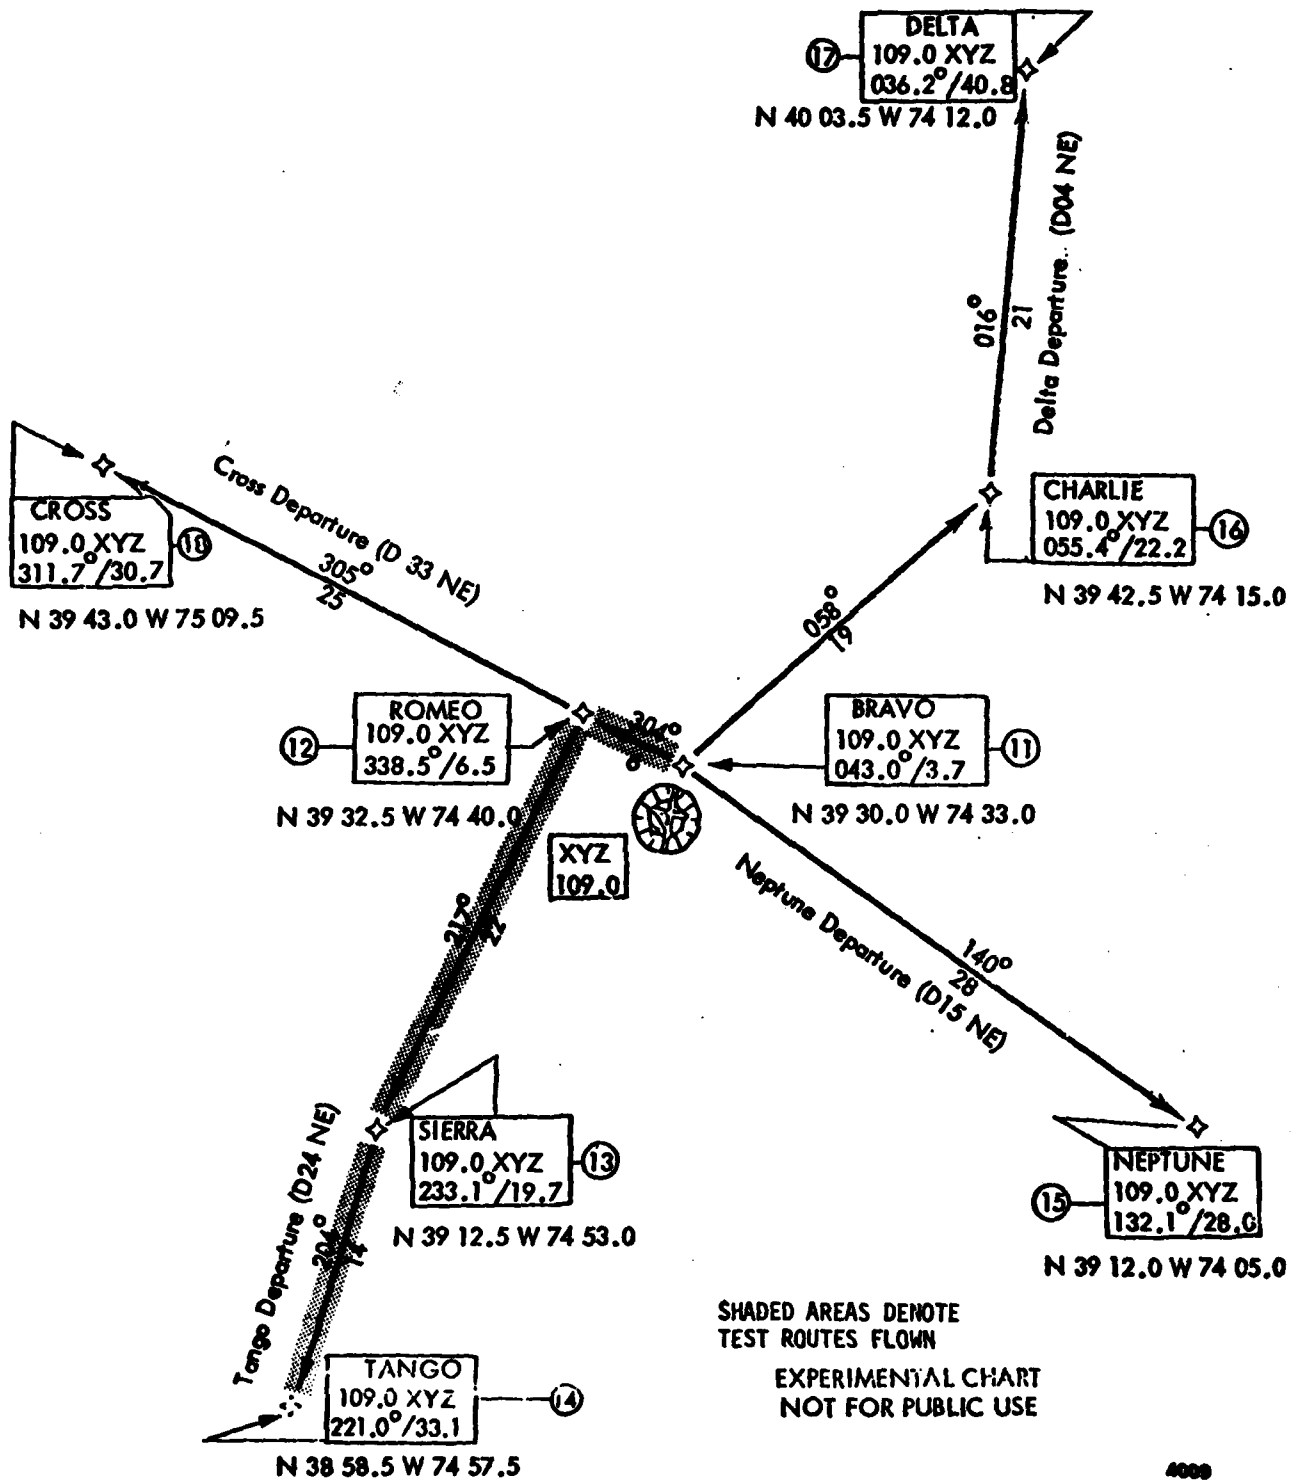 DELTA
109.0 XYZ
036.2°/40.8
17
N 40 03.5 W 74 12.0
Delta Departure. (D04 NE)
016°
21
CHARLIE
109.0 XYZ
055.4°/22.2
16
N 39 42.5 W 74 15.0
Cross Departure (D 33 NE)
305°
25
CROSS
109.0 XYZ
311.7°/30.7
10
N 39 43.0 W 75 09.5
058°
19
ROMEO
109.0 XYZ
338.5°/6.5
12
N 39 32.5 W 74 40.0
304°
6
BRAVO
109.0 XYZ
043.0°/3.7
11
N 39 30.0 W 74 33.0
XYZ
109.0
Neptune Departure (D15 NE)
140°
28
217°
22
SIERRA
109.0 XYZ
233.1°/19.7
13
N 39 12.5 W 74 53.0
NEPTUNE
109.0 XYZ
132.1°/28.0
15
N 39 12.0 W 74 05.0
Tango Departure (D24 NE)
204°
14
TANGO
109.0 XYZ
221.0°/33.1
14
N 38 58.5 W 74 57.5
SHADED AREAS DENOTE
TEST ROUTES FLOWN
EXPERIMENTAL CHART
NOT FOR PUBLIC USE
4009